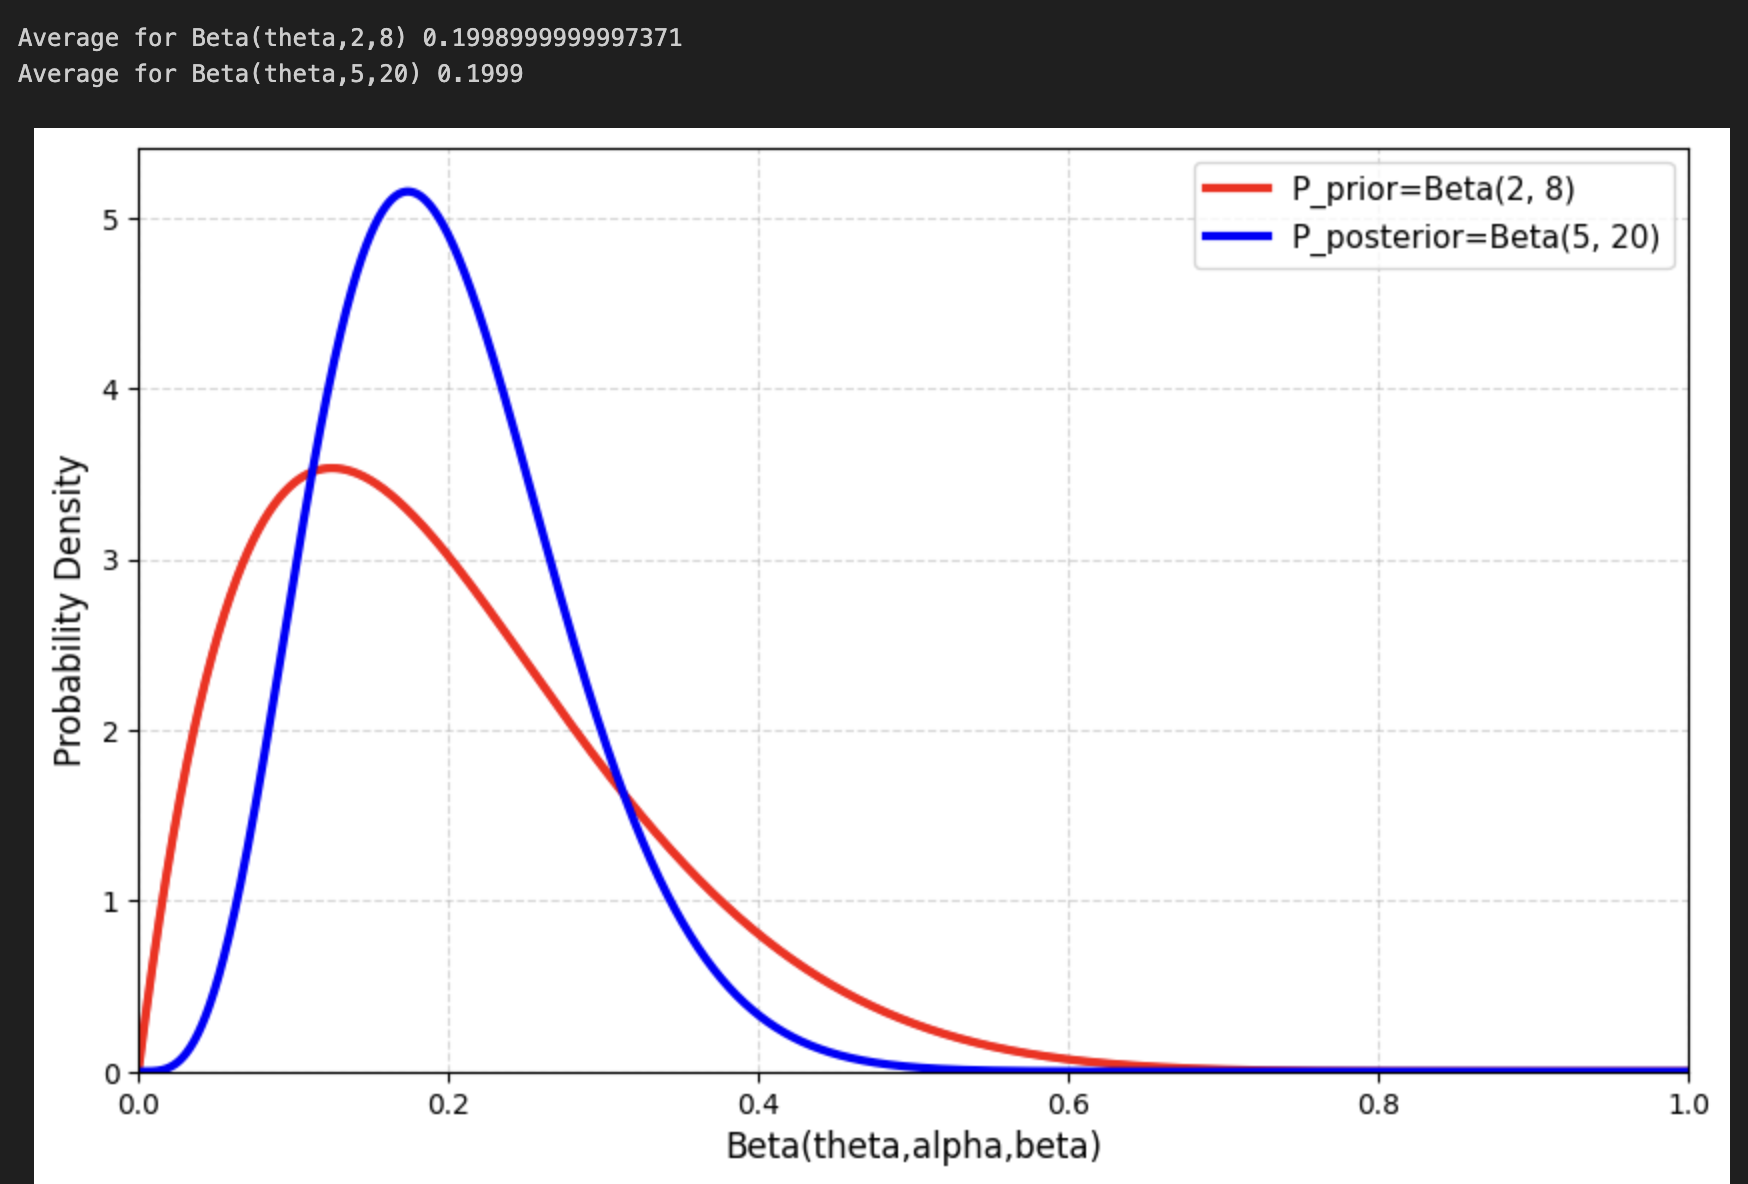 Average for Beta(theta,2,8) 0.1998999999997371
Average for Beta(theta,5,20) 0.1999
P_prior=Beta(2, 8)
P_posterior=Beta(5, 20)
Probability Density
5
4
3
2
1
0
0.0 0.2 0.4 0.6 0.8 1.0
Beta(theta,alpha,beta)